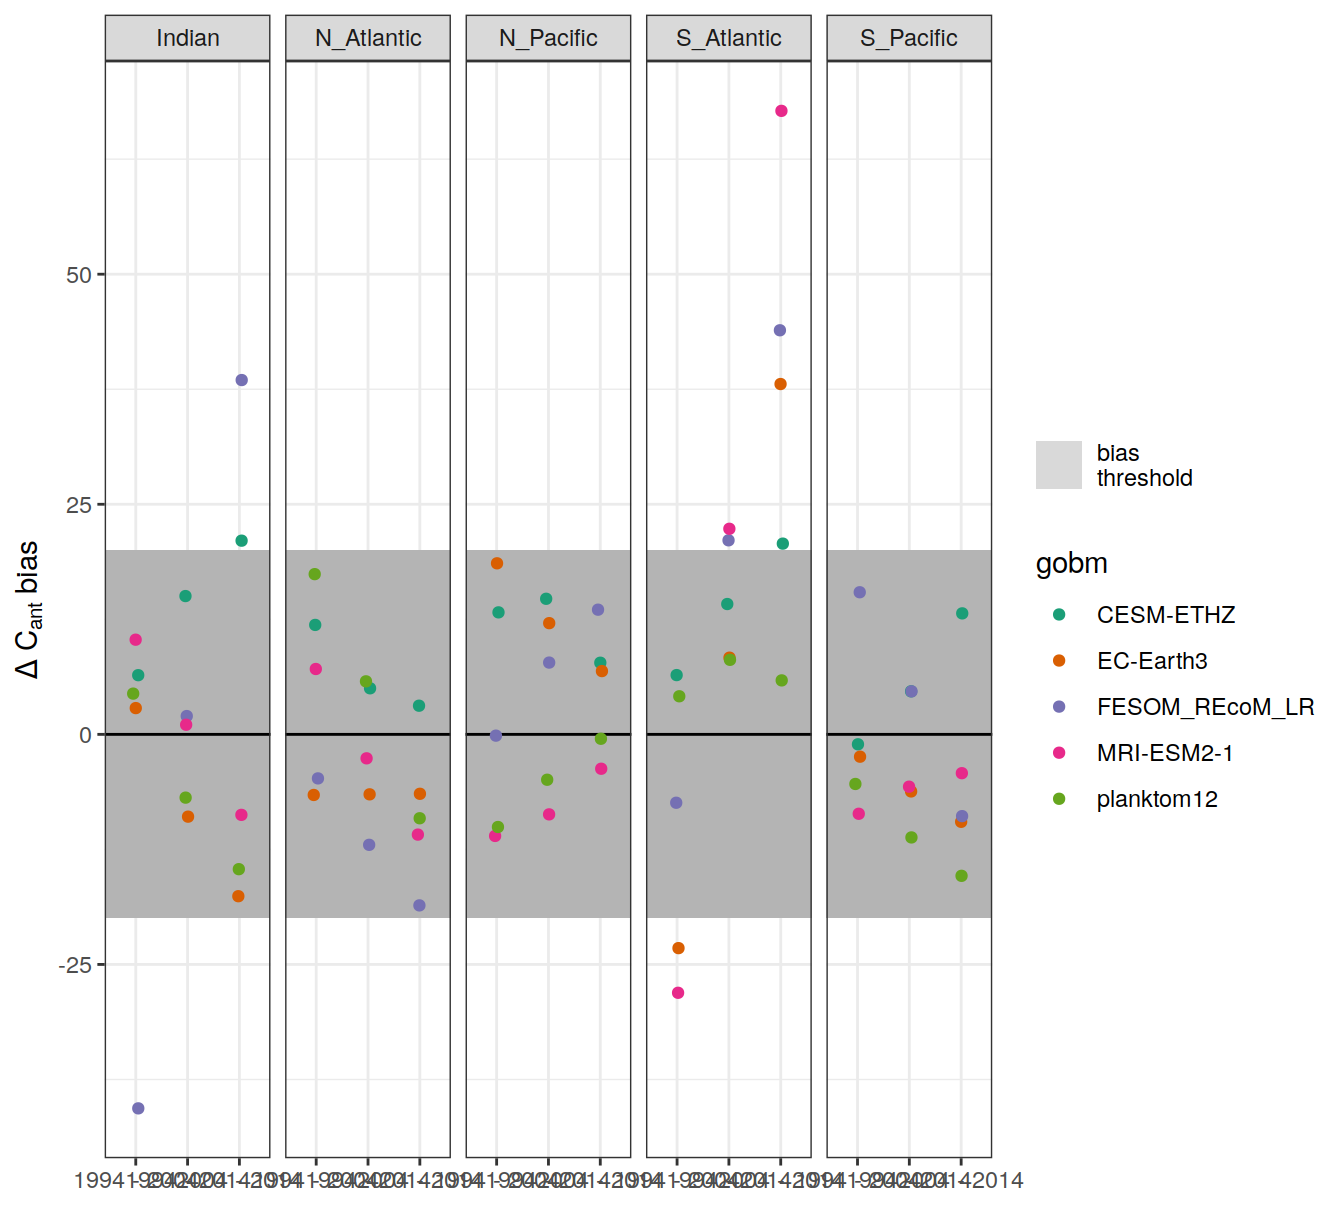 Indian
N_Atlantic
N_Pacific
S_Atlantic
S_Pacific
50
25
0
-25
Δ Cant bias
bias
threshold
gobm
CESM-ETHZ
EC-Earth3
FESOM_REcoM_LR
MRI-ESM2-1
planktom12